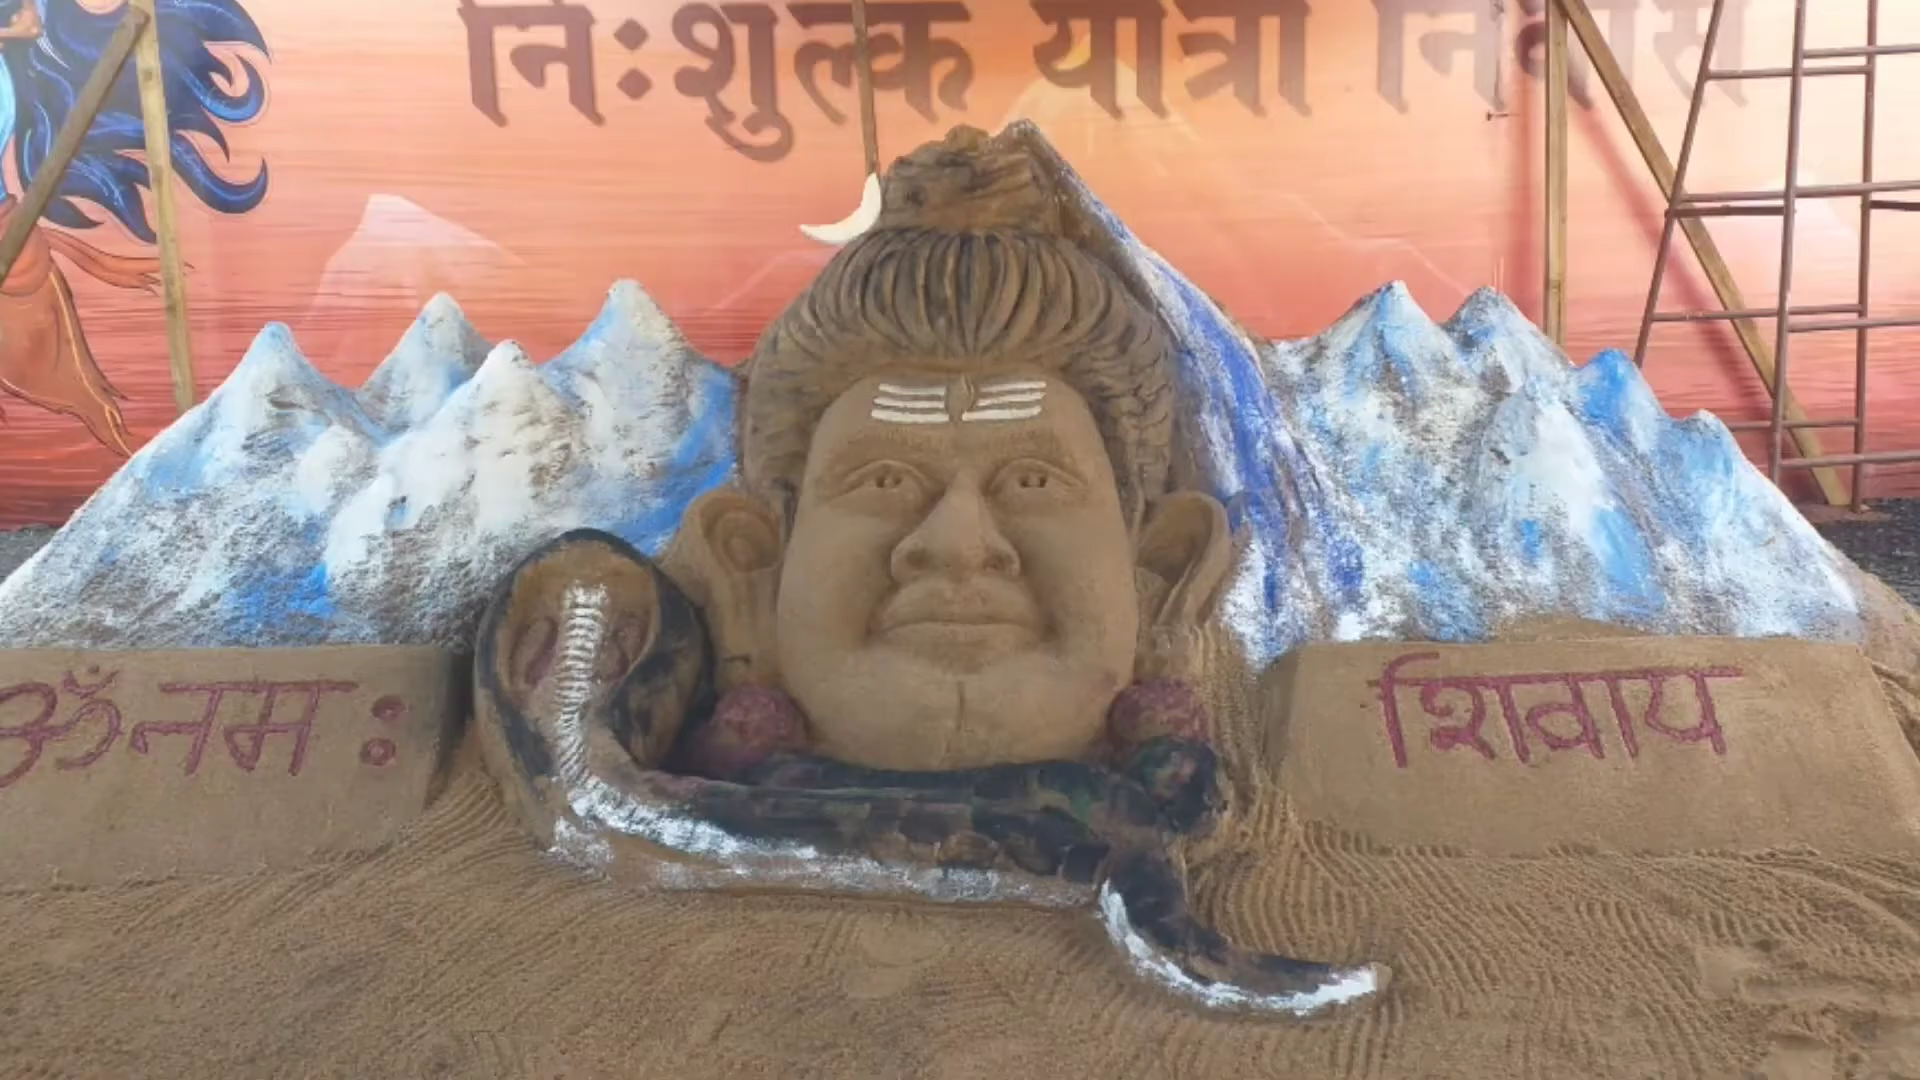 निःशुल्क यात्री निवास
ॐ नमः
शिवाय